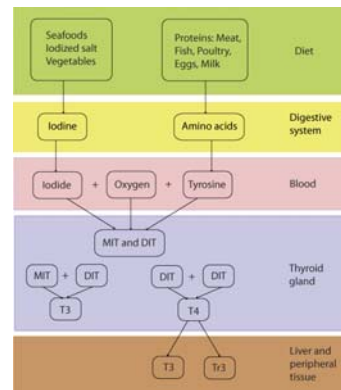 Seafoods
Iodized salt
Vegetables
Proteins: Meat,
Fish, Poultry,
Eggs, Milk
Diet
Iodine
Amino acids
Digestive
system
Iodide + Oxygen + Tyrosine
Blood
MIT and DIT
MIT + DIT
DIT + DIT
Thyroid
gland
T3
T4
T3
Tr3
Liver and
peripheral
tissue